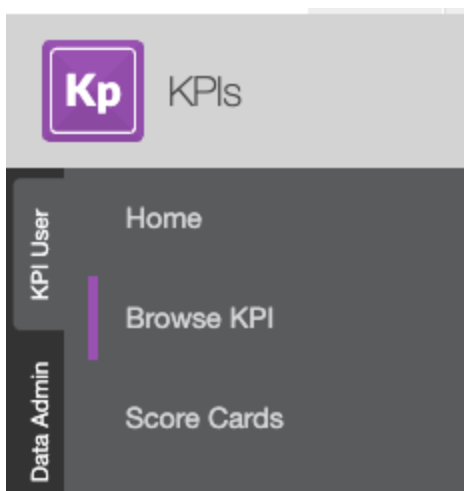 Kp
KPIs
KPI User
Data Admin
Home
Browse KPI
Score Cards